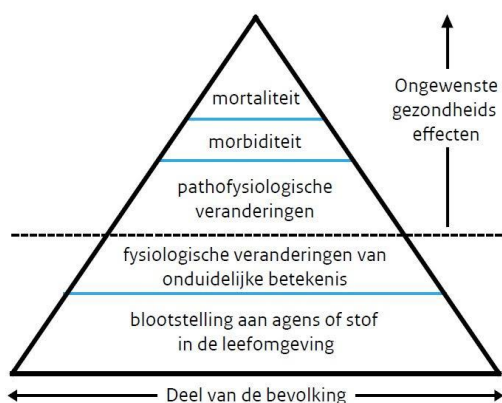 mortaliteit
morbiditeit
pathofysiologische
veranderingen
fysiologische veranderingen van
onduidelijke betekenis
blootstelling aan agens of stof
in de leefomgeving
Deel van de bevolking
Ongewenste
gezondheids
effecten